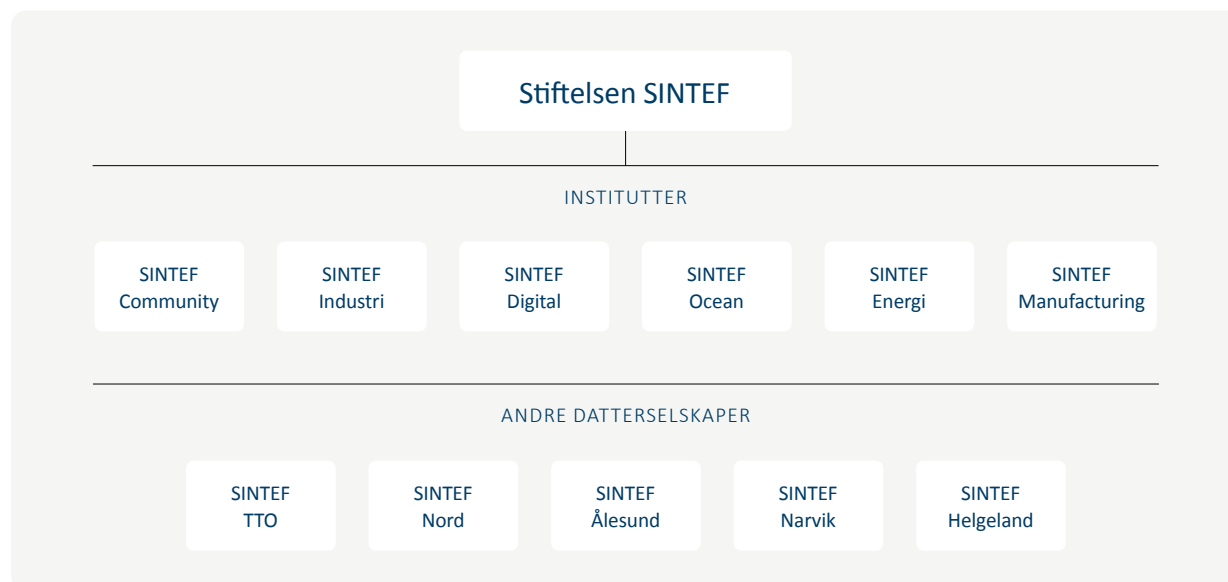 Stiftelsen SINTEF
INSTITUTTER
SINTEF
Community
SINTEF
Industri
SINTEF
Digital
SINTEF
Ocean
SINTEF
Energi
SINTEF
Manufacturing
ANDRE DATTERSELSKAPER
SINTEF
TTO
SINTEF
Nord
SINTEF
Ålesund
SINTEF
Narvik
SINTEF
Helgeland